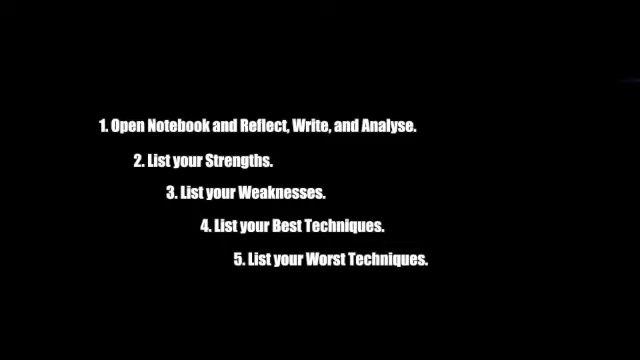 1. Open Notebook and Reflect, Write, and Analyse.
2. List your Strengths.
3. List your Weaknesses.
4. List your Best Techniques.
5. List your Worst Techniques.